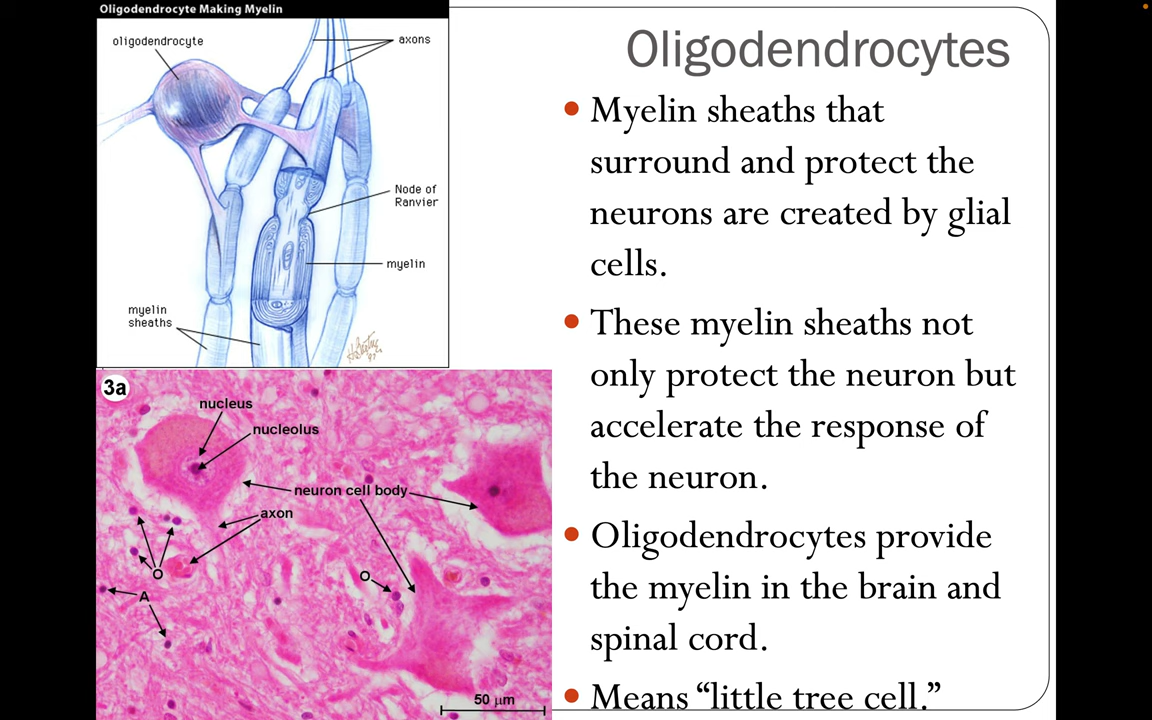 Oligodendrocyte Making Myelin
oligodendrocyte
axons
Node of
Ranvier
myelin
myelin
sheaths
3a
nucleus
nucleolus
neuron cell body
axon
O
O
A
50 μm
Oligodendrocytes
• Myelin sheaths that
surround and protect the
neurons are created by glial
cells.
• These myelin sheaths not
only protect the neuron but
accelerate the response of
the neuron.
• Oligodendrocytes provide
the myelin in the brain and
spinal cord.
• Means “little tree cell.”